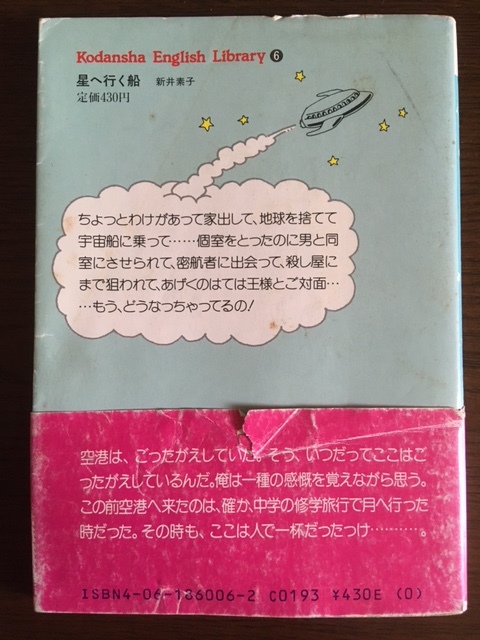 Kodansha English Library 6
星へ行く船 新井素子
定価430円
ちょっとわけがあって家出して、地球を捨てて
宇宙船に乗って……個室をとったのに男と同
室にさせられて、密航者に出会って、殺し屋に
まで狙われて、あげくのはては王様とご対面……
……もう、どうなっちゃってるの!
空港は、ごったがえしていた。そう、いつだってここはご
ったがえしているんだ。俺は一種の感慨を覚えながら思う。
この前空港へ来たのは、確か、中学の修学旅行で月へ行った
時だった。その時も、ここは人で一杯だったっけ…………。
ISBN4-06-186006-2 C0193 ¥430E (0)